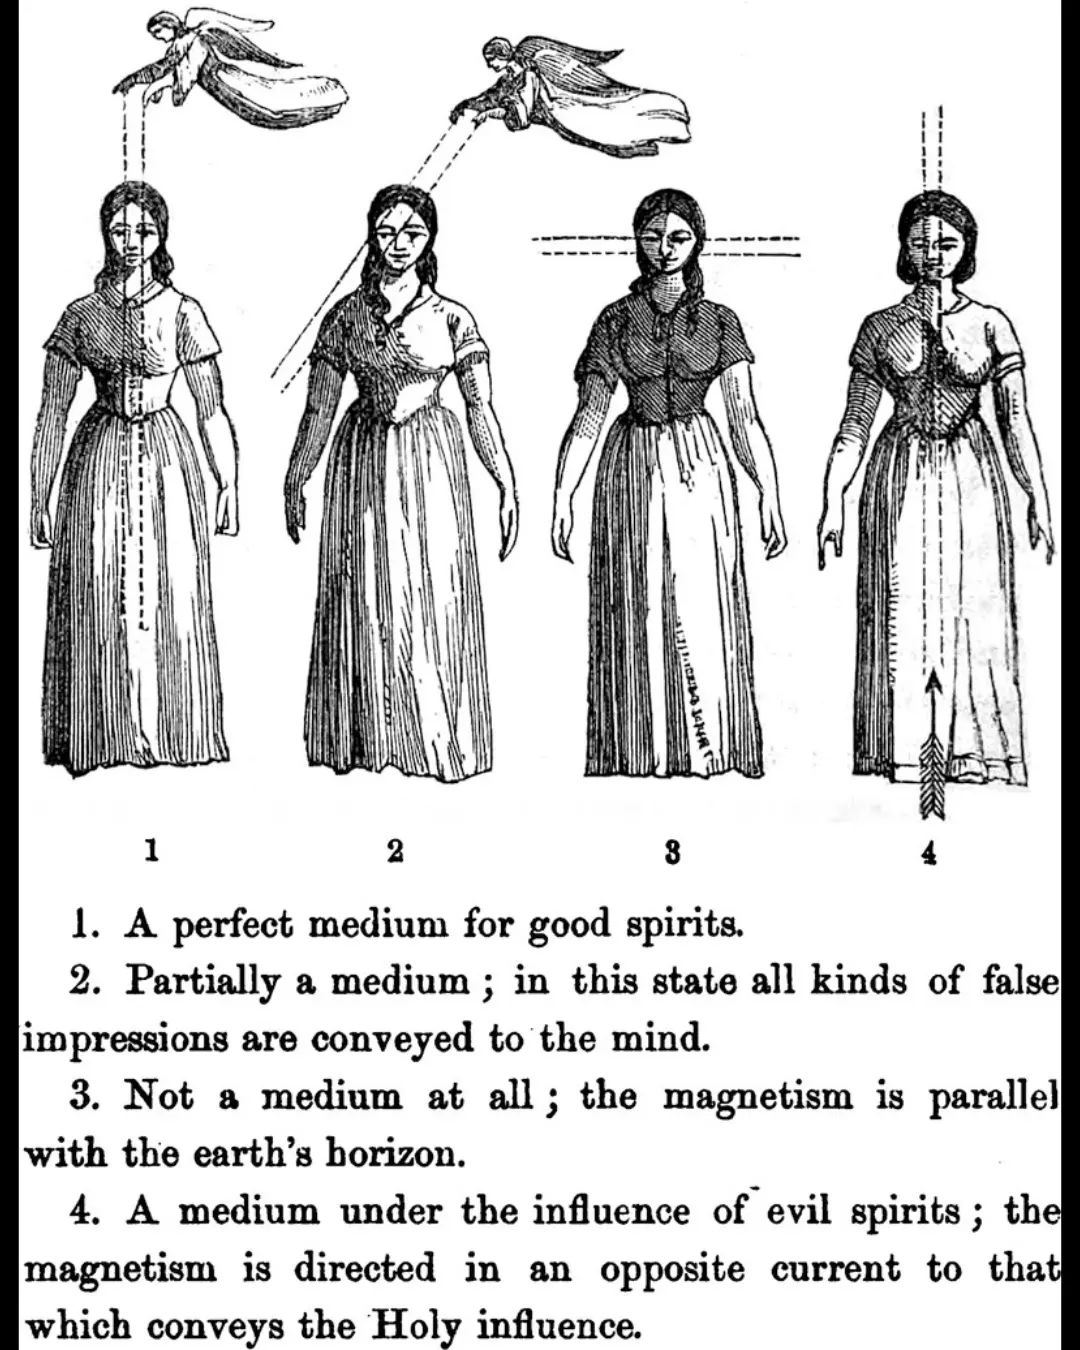 1 2 3 4
1. A perfect medium for good spirits.
2. Partially a medium ; in this state all kinds of false
impressions are conveyed to the mind.
3. Not a medium at all ; the magnetism is parallel
with the earth's horizon.
4. A medium under the influence of evil spirits ; the
magnetism is directed in an opposite current to that
which conveys the Holy influence.